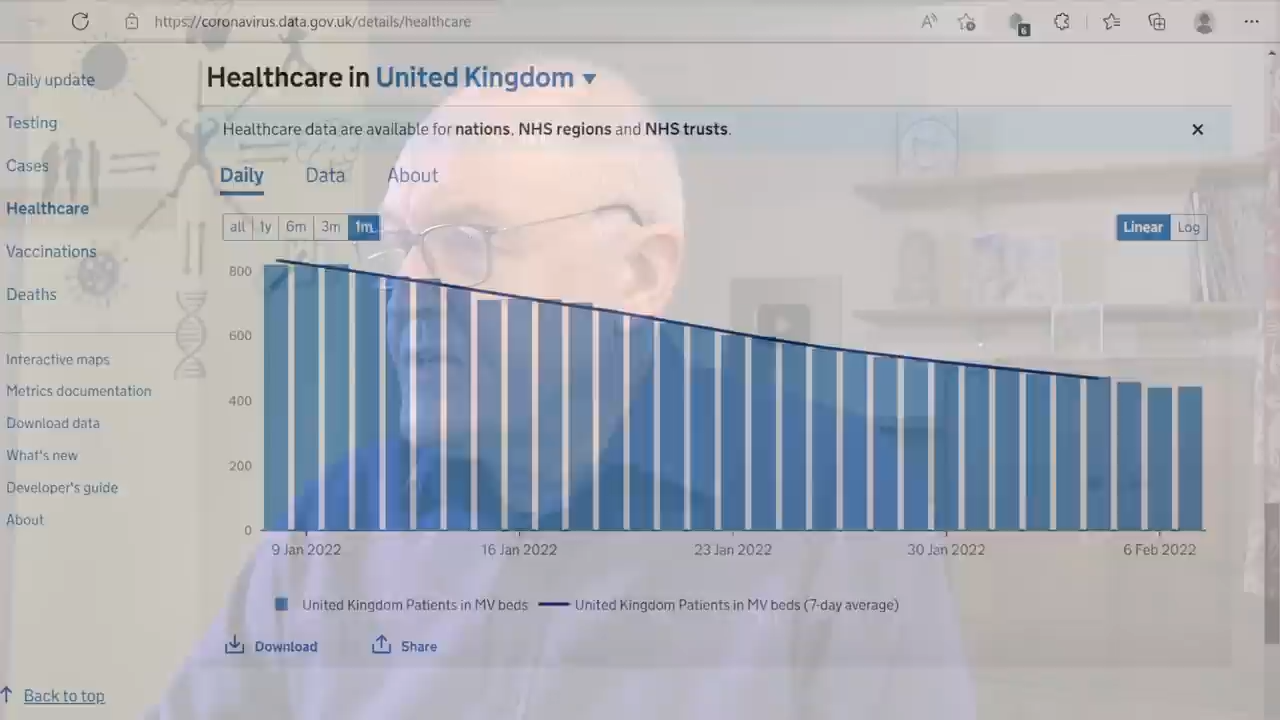 https://coronavirus.data.gov.uk/details/healthcare
6
Daily update
Testing
Cases
Healthcare
Vaccinations
Deaths
Interactive maps
Metrics documentation
Download data
What's new
Developer's guide
About
Back to top
Healthcare in United Kingdom
Healthcare data are available for nations, NHS regions and NHS trusts.
Daily Data About
all 1y 6m 3m 1m
Linear Log
800
600
400
200
0
9 Jan 2022 16 Jan 2022 23 Jan 2022 30 Jan 2022 6 Feb 2022
United Kingdom Patients in MV beds United Kingdom Patients in MV beds (7-day average)
Download Share